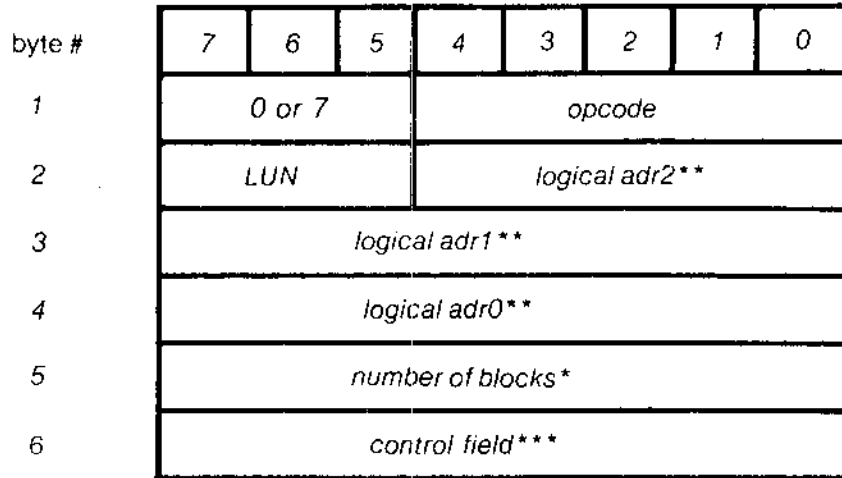 byte # 7 6 5 4 3 2 1 0
1 0 or 7 opcode
2 LUN logical adr2**
3 logical adr1**
4 logical adr0**
5 number of blocks*
6 control field***